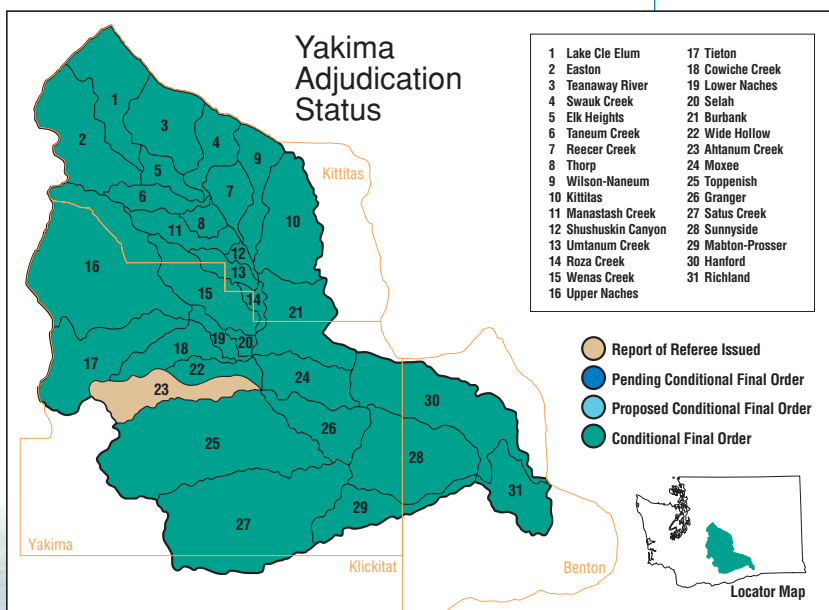 Yakima
Adjudication
Status
1 Lake Cle Elum
2 Easton
3 Teanaway River
4 Swauk Creek
5 Elk Heights
6 Taneum Creek
7 Reecer Creek
8 Thorp
9 Wilson-Naneum
10 Kittitas
11 Manastash Creek
12 Shushuskin Canyon
13 Umtanum Creek
14 Roza Creek
15 Wenas Creek
16 Upper Naches
17 Tieton
18 Cowiche Creek
19 Lower Naches
20 Selah
21 Burbank
22 Wide Hollow
23 Ahtanum Creek
24 Moxee
25 Toppenish
26 Granger
27 Satus Creek
28 Sunnyside
29 Mabton-Prosser
30 Hanford
31 Richland
Report of Referee Issued
Pending Conditional Final Order
Proposed Conditional Final Order
Conditional Final Order
1
2
3
4
5
6
7
8
9
10
11
12
13
14
15
16
17
18
19
20
21
22
23
24
25
26
27
28
29
30
31
Kittitas
Yakima
Klickitat
Benton
Locator Map